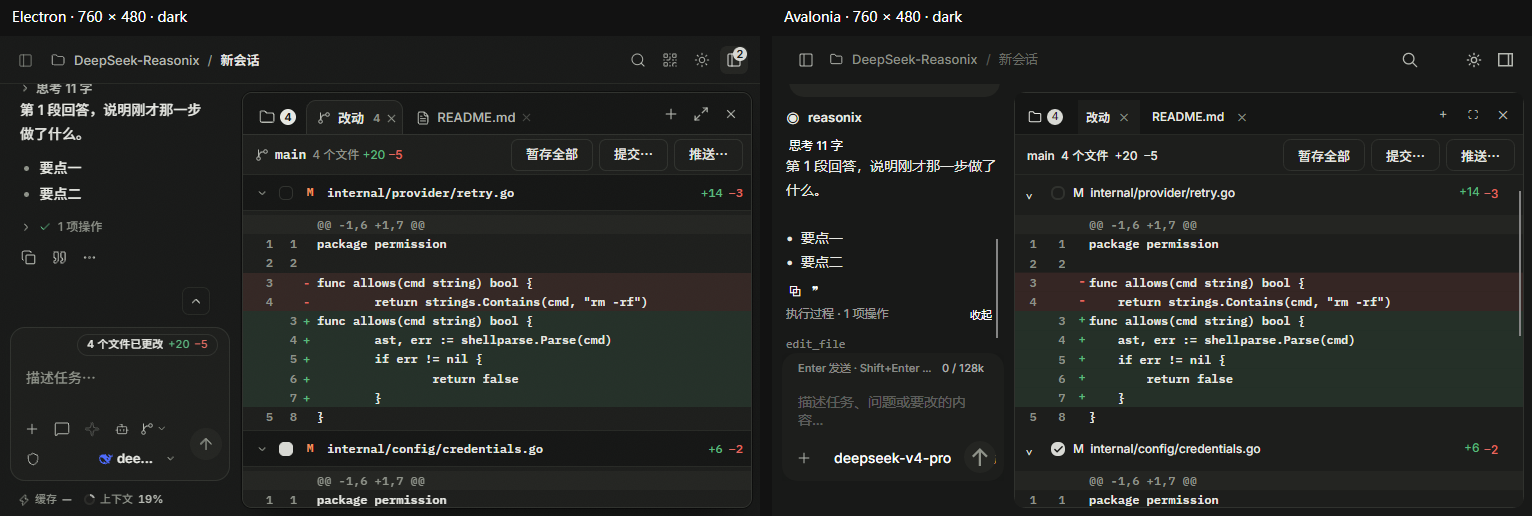 Electron · 760 × 480 · dark
DeepSeek-Reasonix / 新会话
2
思考 11 字
第 1 段回答，说明刚才那一步
做了什么。
要点一
要点二
1 项操作
4 个文件已更改 +20 −5
描述任务…
dee...
缓存 — 上下文 19%
4 改动 4 × README.md ×
main 4 个文件 +20 −5 暂存全部 提交… 推送…
M internal/provider/retry.go +14 −3
@@ -1,6 +1,7 @@
1 1 package permission
2 2
3 - func allows(cmd string) bool {
4 - return strings.Contains(cmd, "rm -rf")
3 + func allows(cmd string) bool {
4 + ast, err := shellparse.Parse(cmd)
5 + if err != nil {
6 + return false
7 + }
5 8 }
M internal/config/credentials.go +6 −2
@@ -1,6 +1,7 @@
1 1 package permission
Avalonia · 760 × 480 · dark
DeepSeek-Reasonix / 新会话
reasonix
思考 11 字
第 1 段回答，说明刚才那一步做了
什么。
要点一
要点二
执行过程 · 1 项操作 收起
edit_file
Enter 发送 · Shift+Enter ... 0 / 128k
描述任务、问题或要改的内
容...
deepseek-v4-pro
4 改动 × README.md ×
main 4 个文件 +20 −5 暂存全部 提交… 推送…
M internal/provider/retry.go +14 −3
@@ -1,6 +1,7 @@
1 1 package permission
2 2
3 - func allows(cmd string) bool {
4 - return strings.Contains(cmd, "rm -rf")
3 + func allows(cmd string) bool {
4 + ast, err := shellparse.Parse(cmd)
5 + if err != nil {
6 + return false
7 + }
5 8 }
M internal/config/credentials.go +6 −2
@@ -1,6 +1,7 @@
1 1 package permission